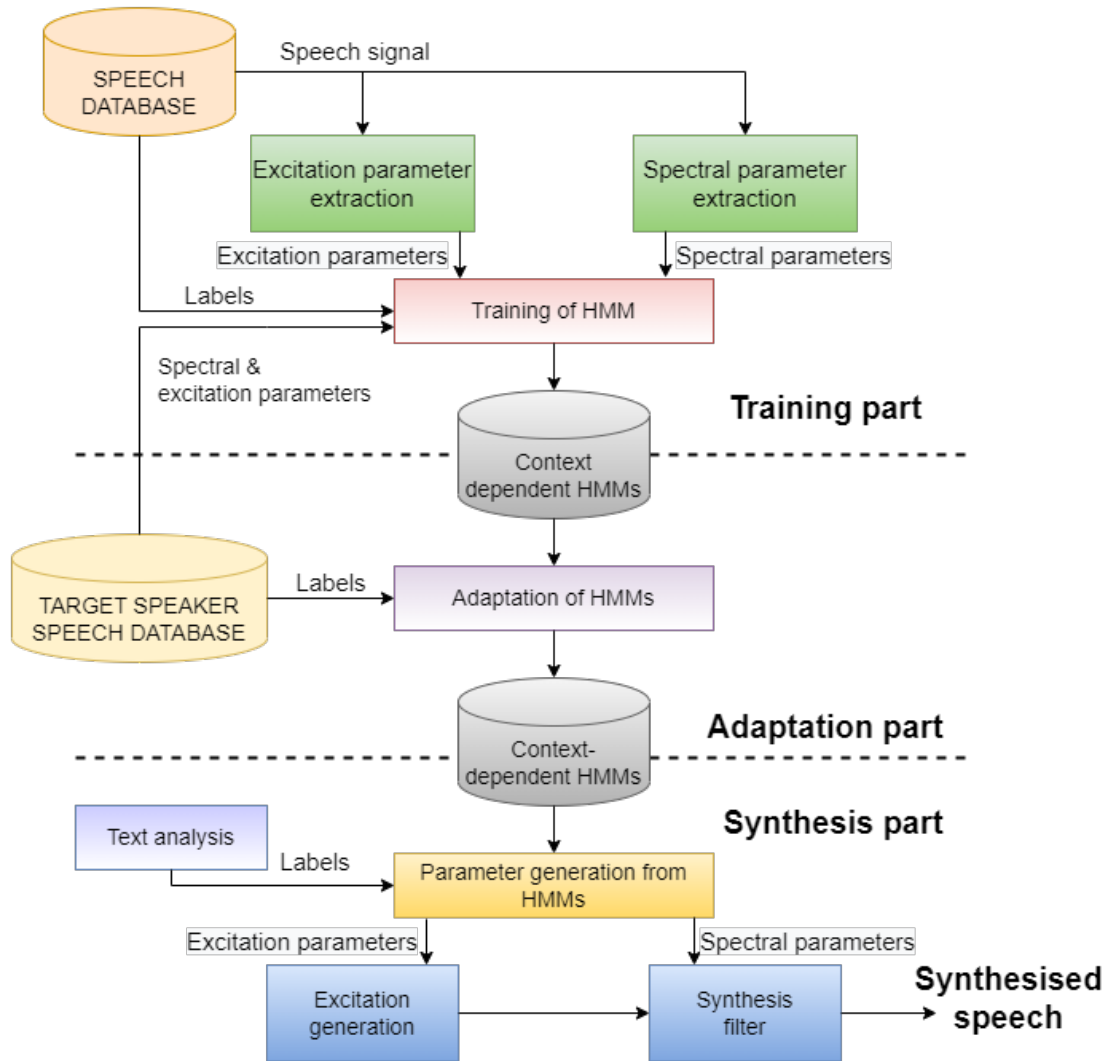 Speech signal
SPEECH
DATABASE
Excitation parameter
extraction
Spectral parameter
extraction
Excitation parameters
Spectral parameters
Labels
Training of HMM
Spectral &
excitation parameters
Training part
Context
dependent HMMs
Labels
Adaptation of HMMs
TARGET SPEAKER
SPEECH DATABASE
Adaptation part
Context-
dependent HMMs
Synthesis part
Text analysis
Labels
Parameter generation from
HMMs
Excitation parameters
Spectral parameters
Excitation
generation
Synthesis
filter
Synthesised
speech